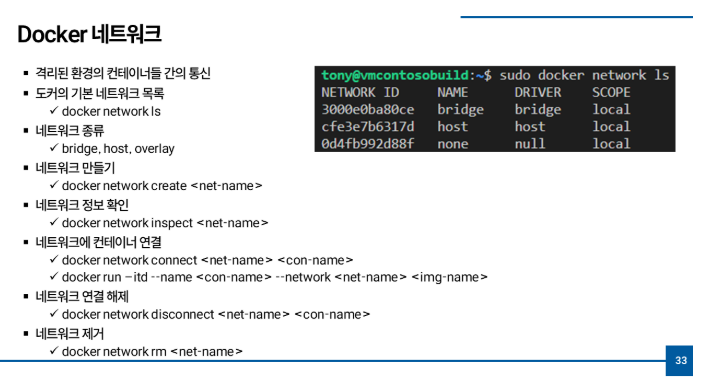 Docker 네트워크
▪ 격리된 환경의 컨테이너들 간의 통신
▪ 도커의 기본 네트워크 목록
✓ docker network ls
▪ 네트워크 종류
✓ bridge, host, overlay
▪ 네트워크 만들기
✓ docker network create <net-name>
▪ 네트워크 정보 확인
✓ docker network inspect <net-name>
▪ 네트워크에 컨테이너 연결
✓ docker network connect <net-name> <con-name>
✓ docker run –itd --name <con-name> --network <net-name> <img-name>
▪ 네트워크 연결 해제
✓ docker network disconnect <net-name> <con-name>
▪ 네트워크 제거
✓ docker network rm <net-name>
tony@vmcontosobuild:~$ sudo docker network ls
NETWORK ID NAME DRIVER SCOPE
3000e0ba80ce bridge bridge local
cfe3e7b6317d host host local
0d4fb992d88f none null local
33